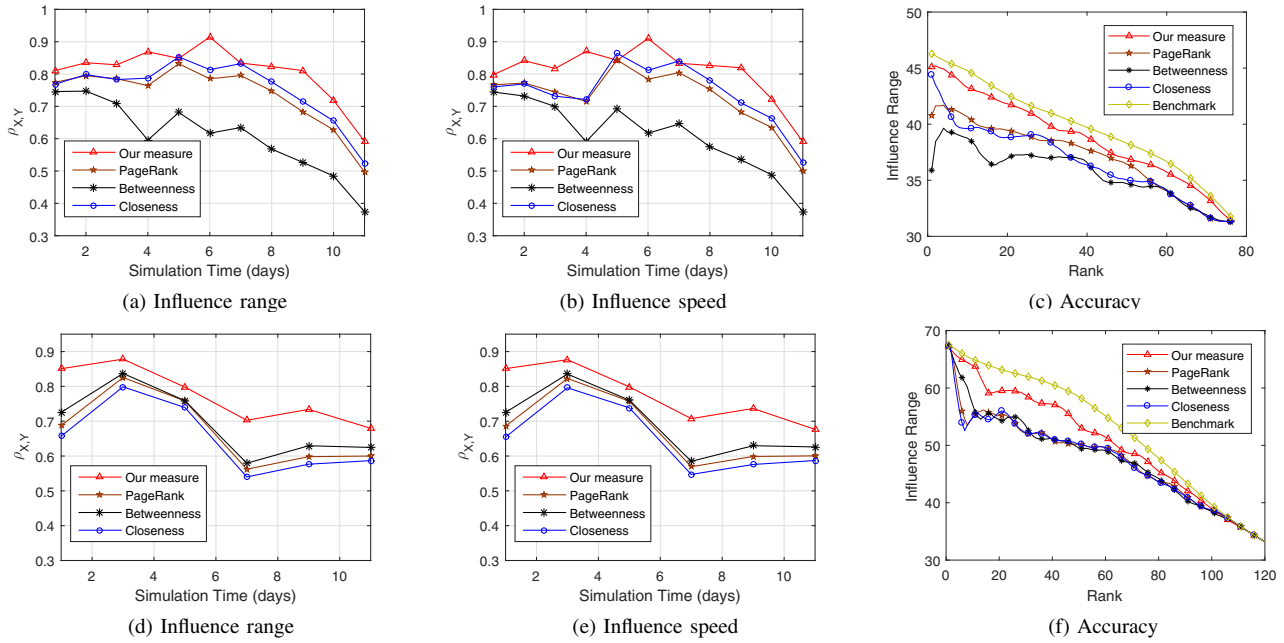 1
0.9
0.8
0.7
0.6
0.5
0.4
0.3
ρX,Y
Our measure
PageRank
Betweenness
Closeness
2 4 6 8 10
Simulation Time (days)
(a) Influence range
1
0.9
0.8
0.7
0.6
0.5
0.4
0.3
ρX,Y
Our measure
PageRank
Betweenness
Closeness
2 4 6 8 10
Simulation Time (days)
(b) Influence speed
50
45
40
35
30
Influence Range
Our measure
PageRank
Betweenness
Closeness
Benchmark
0 20 40 60 80
Rank
(c) Accuracy
0.9
0.8
0.7
0.6
0.5
0.4
0.3
ρX,Y
Our measure
PageRank
Betweenness
Closeness
2 4 6 8 10
Simulation Time (days)
(d) Influence range
0.9
0.8
0.7
0.6
0.5
0.4
0.3
ρX,Y
Our measure
PageRank
Betweenness
Closeness
2 4 6 8 10
Simulation Time (days)
(e) Influence speed
70
60
50
40
30
Influence Range
Our measure
PageRank
Betweenness
Closeness
Benchmark
0 20 40 60 80 100 120
Rank
(f) Accuracy